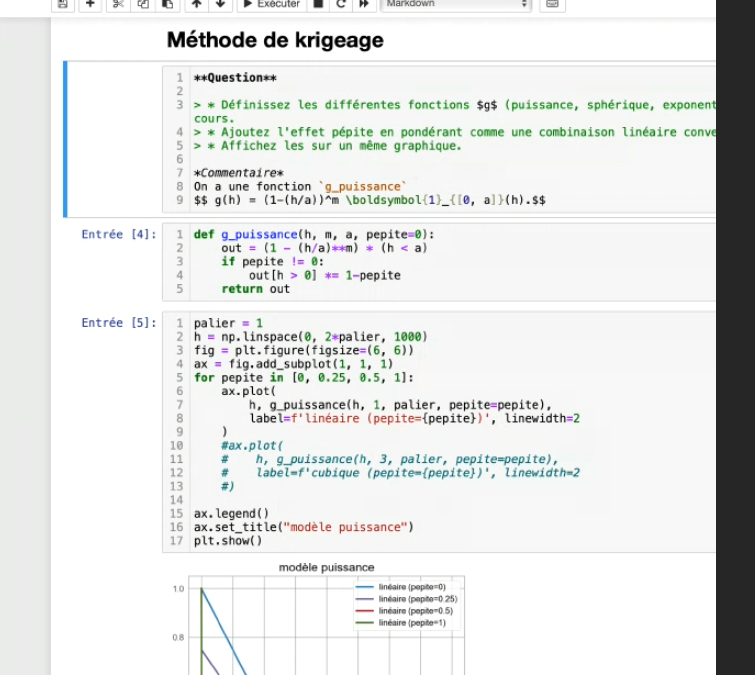 Exécuter
Markdown
Méthode de krigeage
1 **Question**
2
3 > * Définissez les différentes fonctions $g$ (puissance, sphérique, exponent
cours.
4 > * Ajoutez l'effet pépite en pondérant comme une combinaison linéaire conve
5 > * Affichez les sur un même graphique.
6
7 *Commentaire*
8 On a une fonction `g_puissance`
9 $$ g(h) = (1-(h/a))^m \boldsymbol{1}_{[0, a]}(h).$$
Entrée [4]:
1 def g_puissance(h, m, a, pepite=0):
2     out = (1 - (h/a)**m) * (h < a)
3     if pepite != 0:
4         out[h > 0] *= 1-pepite
5     return out
Entrée [5]:
1 palier = 1
2 h = np.linspace(0, 2*palier, 1000)
3 fig = plt.figure(figsize=(6, 6))
4 ax = fig.add_subplot(1, 1, 1)
5 for pepite in [0, 0.25, 0.5, 1]:
6     ax.plot(
7         h, g_puissance(h, 1, palier, pepite=pepite),
8         label=f'linéaire (pepite={pepite})', linewidth=2
9     )
10     #ax.plot(
11     #    h, g_puissance(h, 3, palier, pepite=pepite),
12     #    label=f'cubique (pepite={pepite})', linewidth=2
13     #)
14
15 ax.legend()
16 ax.set_title("modèle puissance")
17 plt.show()
modèle puissance
1.0
linéaire (pepite=0)
linéaire (pepite=0.25)
linéaire (pepite=0.5)
linéaire (pepite=1)
0.8